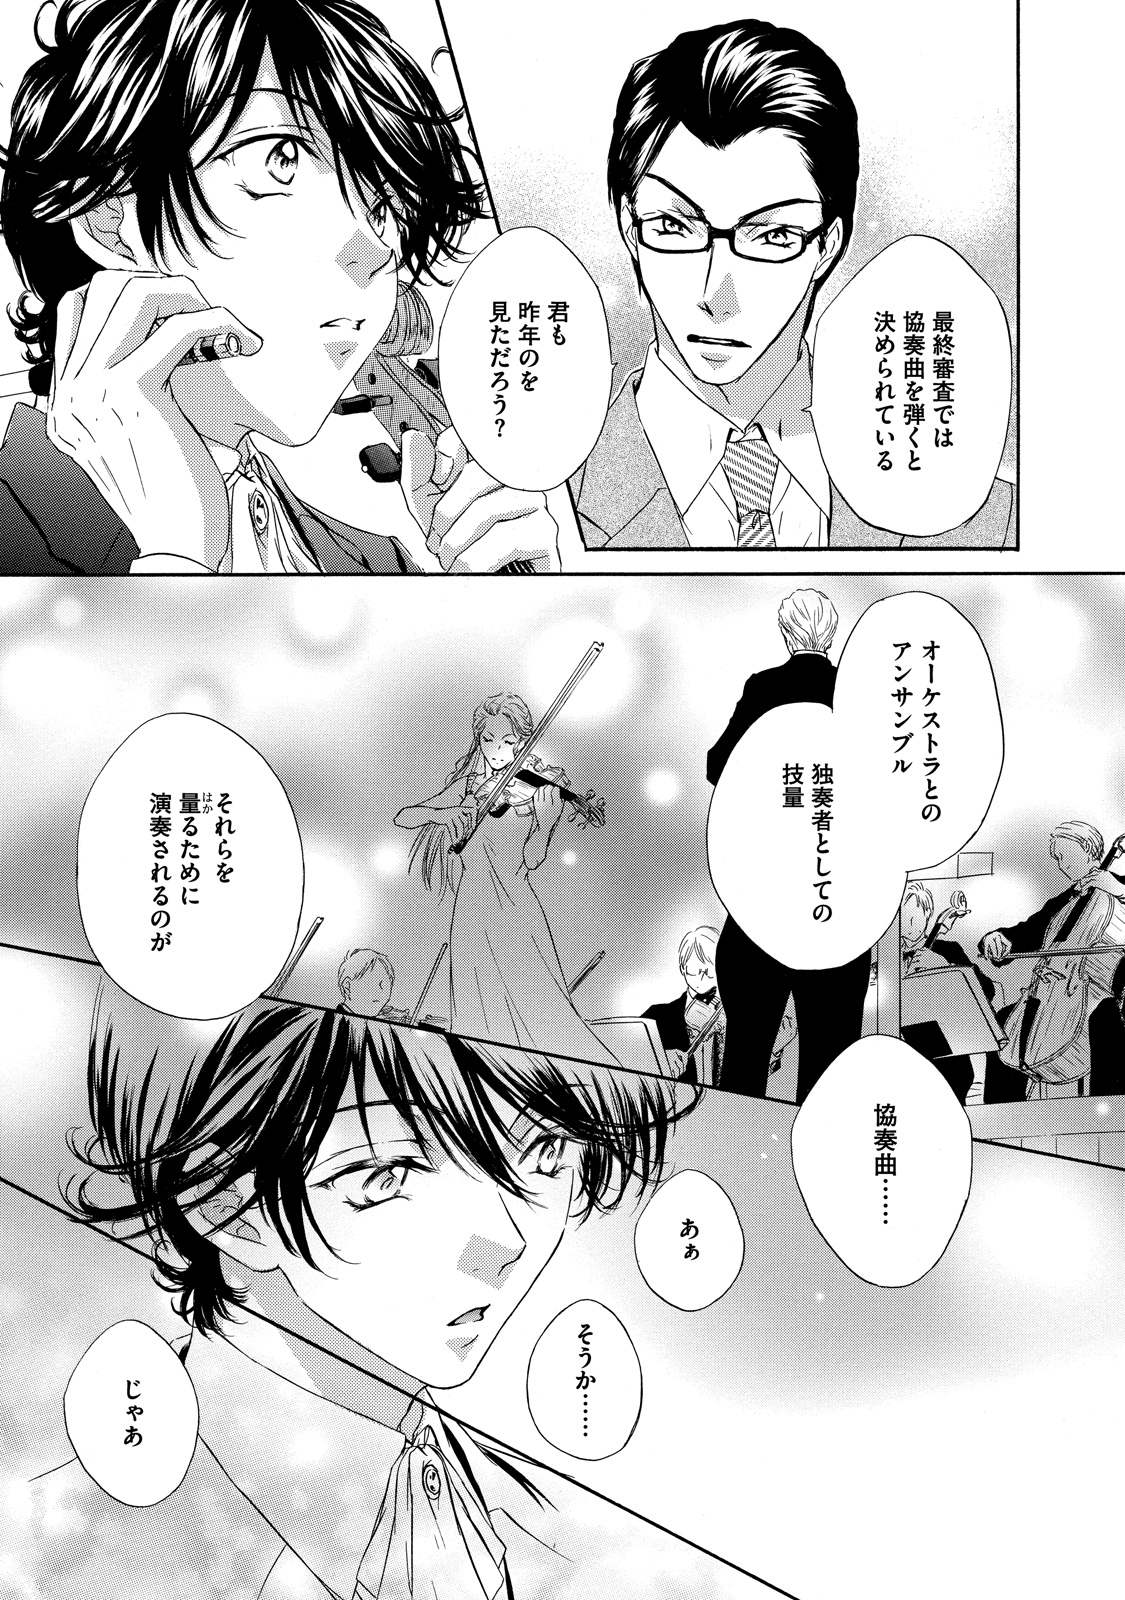 最終審査では
協奏曲を弾くと
決められている
君も
昨年のを
見ただろう?
オーケストラとの
アンサンブル
独奏者としての
技量
それらを
量るために
はか
演奏されるのが
協奏曲……
あぁ
そうか……
じゃあ